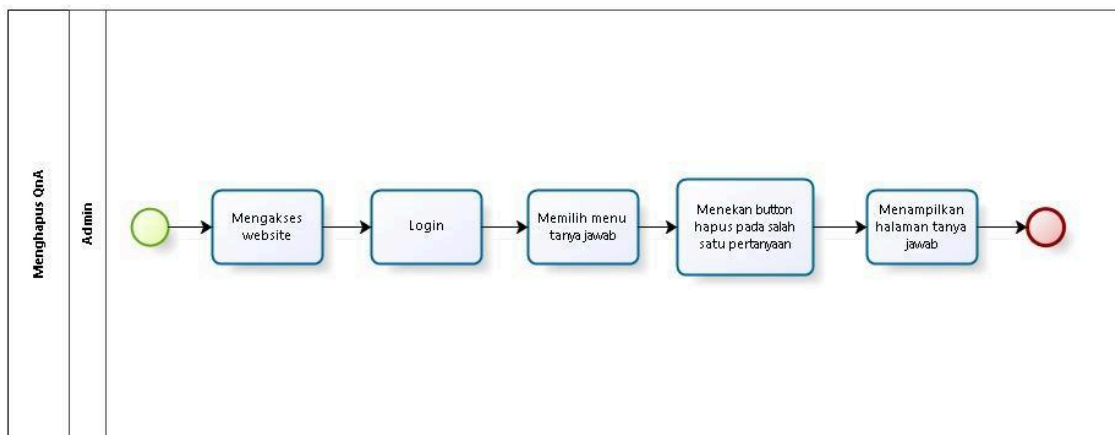 Menghapus QnA
Admin
Mengakses
website
Login
Memilih menu
tanya jawab
Menekan button
hapus pada salah
satu pertanyaan
Menampilkan
halaman tanya
jawab